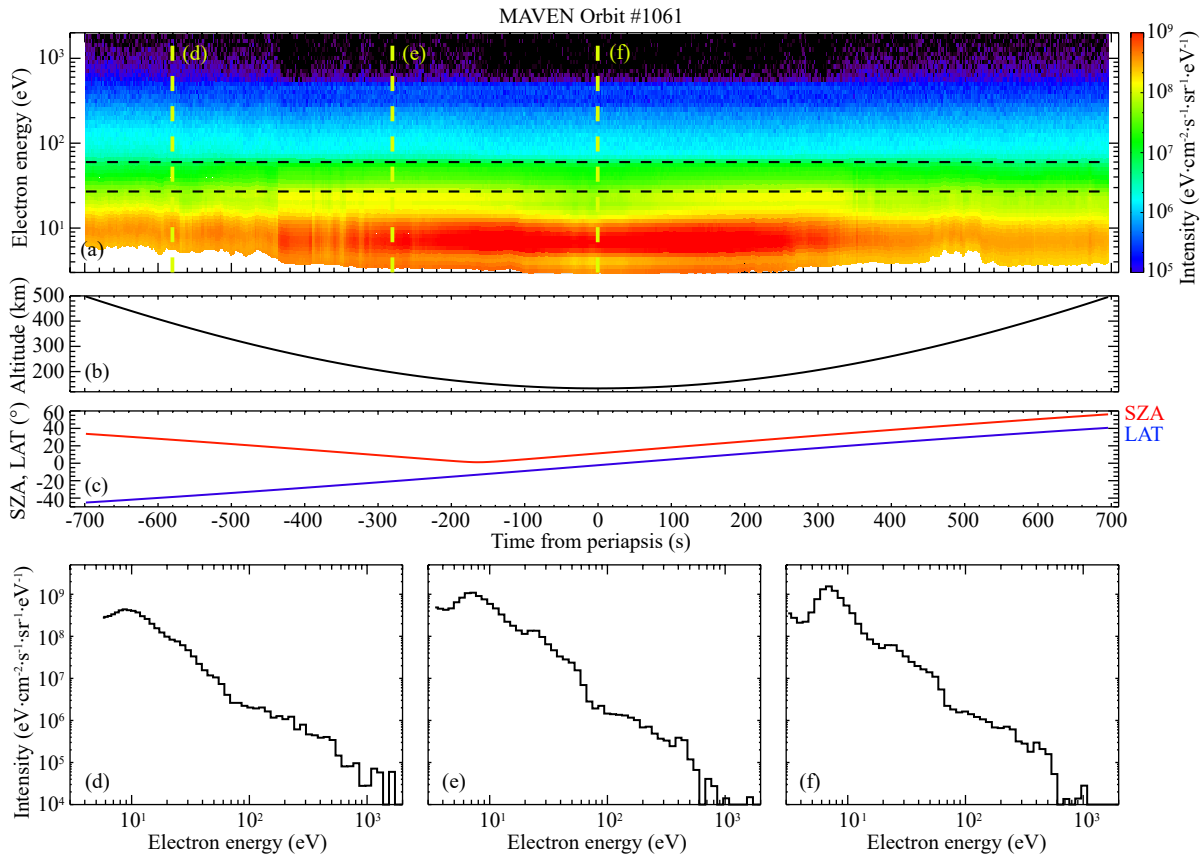 MAVEN Orbit #1061
(d) (e) (f)
10³
10²
10¹
Electron energy (eV)
(a)
10⁹
10⁸
10⁷
10⁶
10⁵
Intensity (eV·cm⁻²·s⁻¹·sr⁻¹·eV⁻¹)
500
400
300
200
Altitude (km)
(b)
60
40
20
0
-20
-40
SZA, LAT (°)
(c)
SZA
LAT
-700 -600 -500 -400 -300 -200 -100 0 100 200 300 400 500 600 700
Time from periapsis (s)
10⁹
10⁸
10⁷
10⁶
10⁵
10⁴
Intensity (eV·cm⁻²·s⁻¹·sr⁻¹·eV⁻¹)
(d) (e) (f)
10¹ 10² 10³ 10¹ 10² 10³ 10¹ 10² 10³
Electron energy (eV) Electron energy (eV) Electron energy (eV)